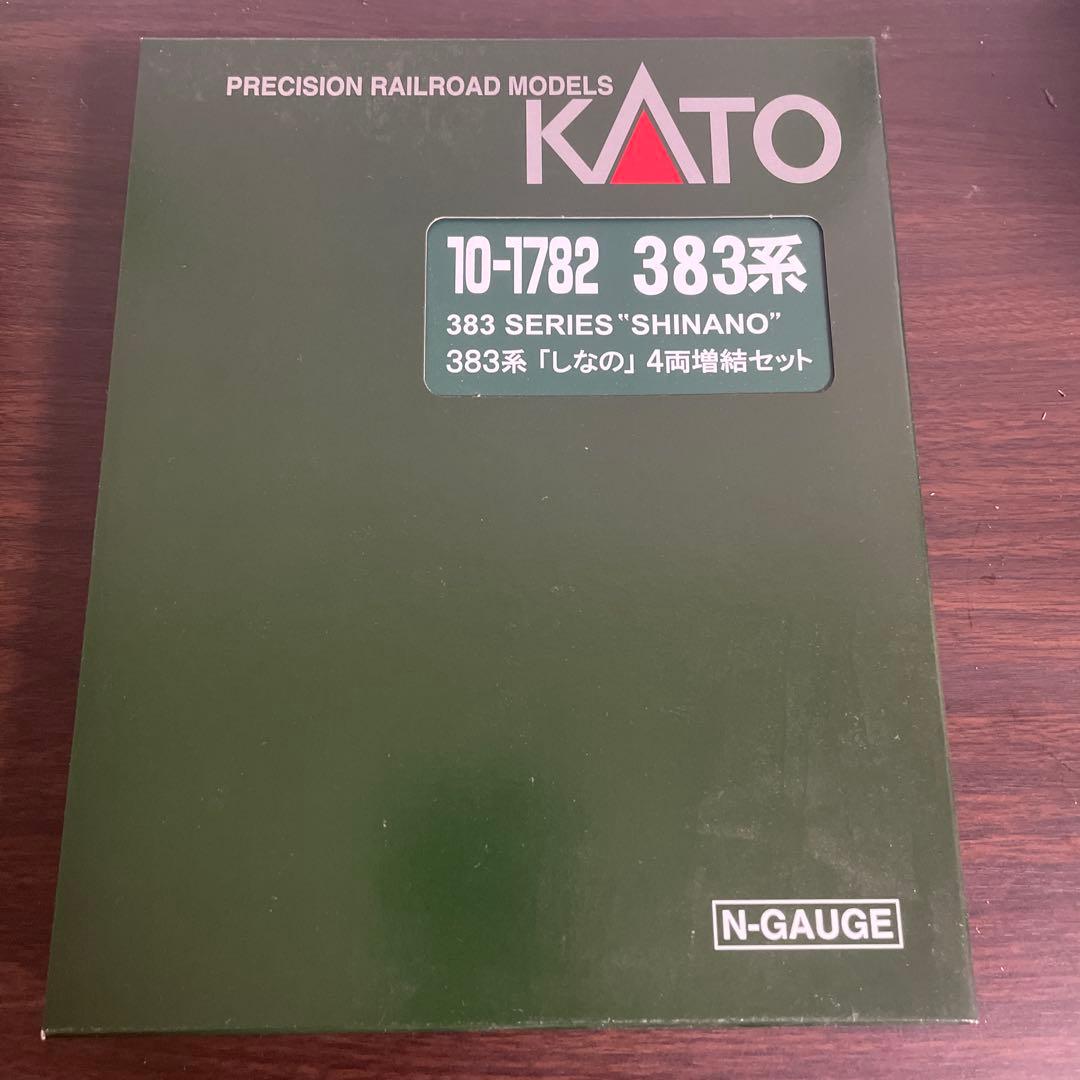 PRECISION RAILROAD MODELS
KATO
10-1782 383系
383 SERIES “SHINANO”
383系「しなの」4両増結セット
N-GAUGE